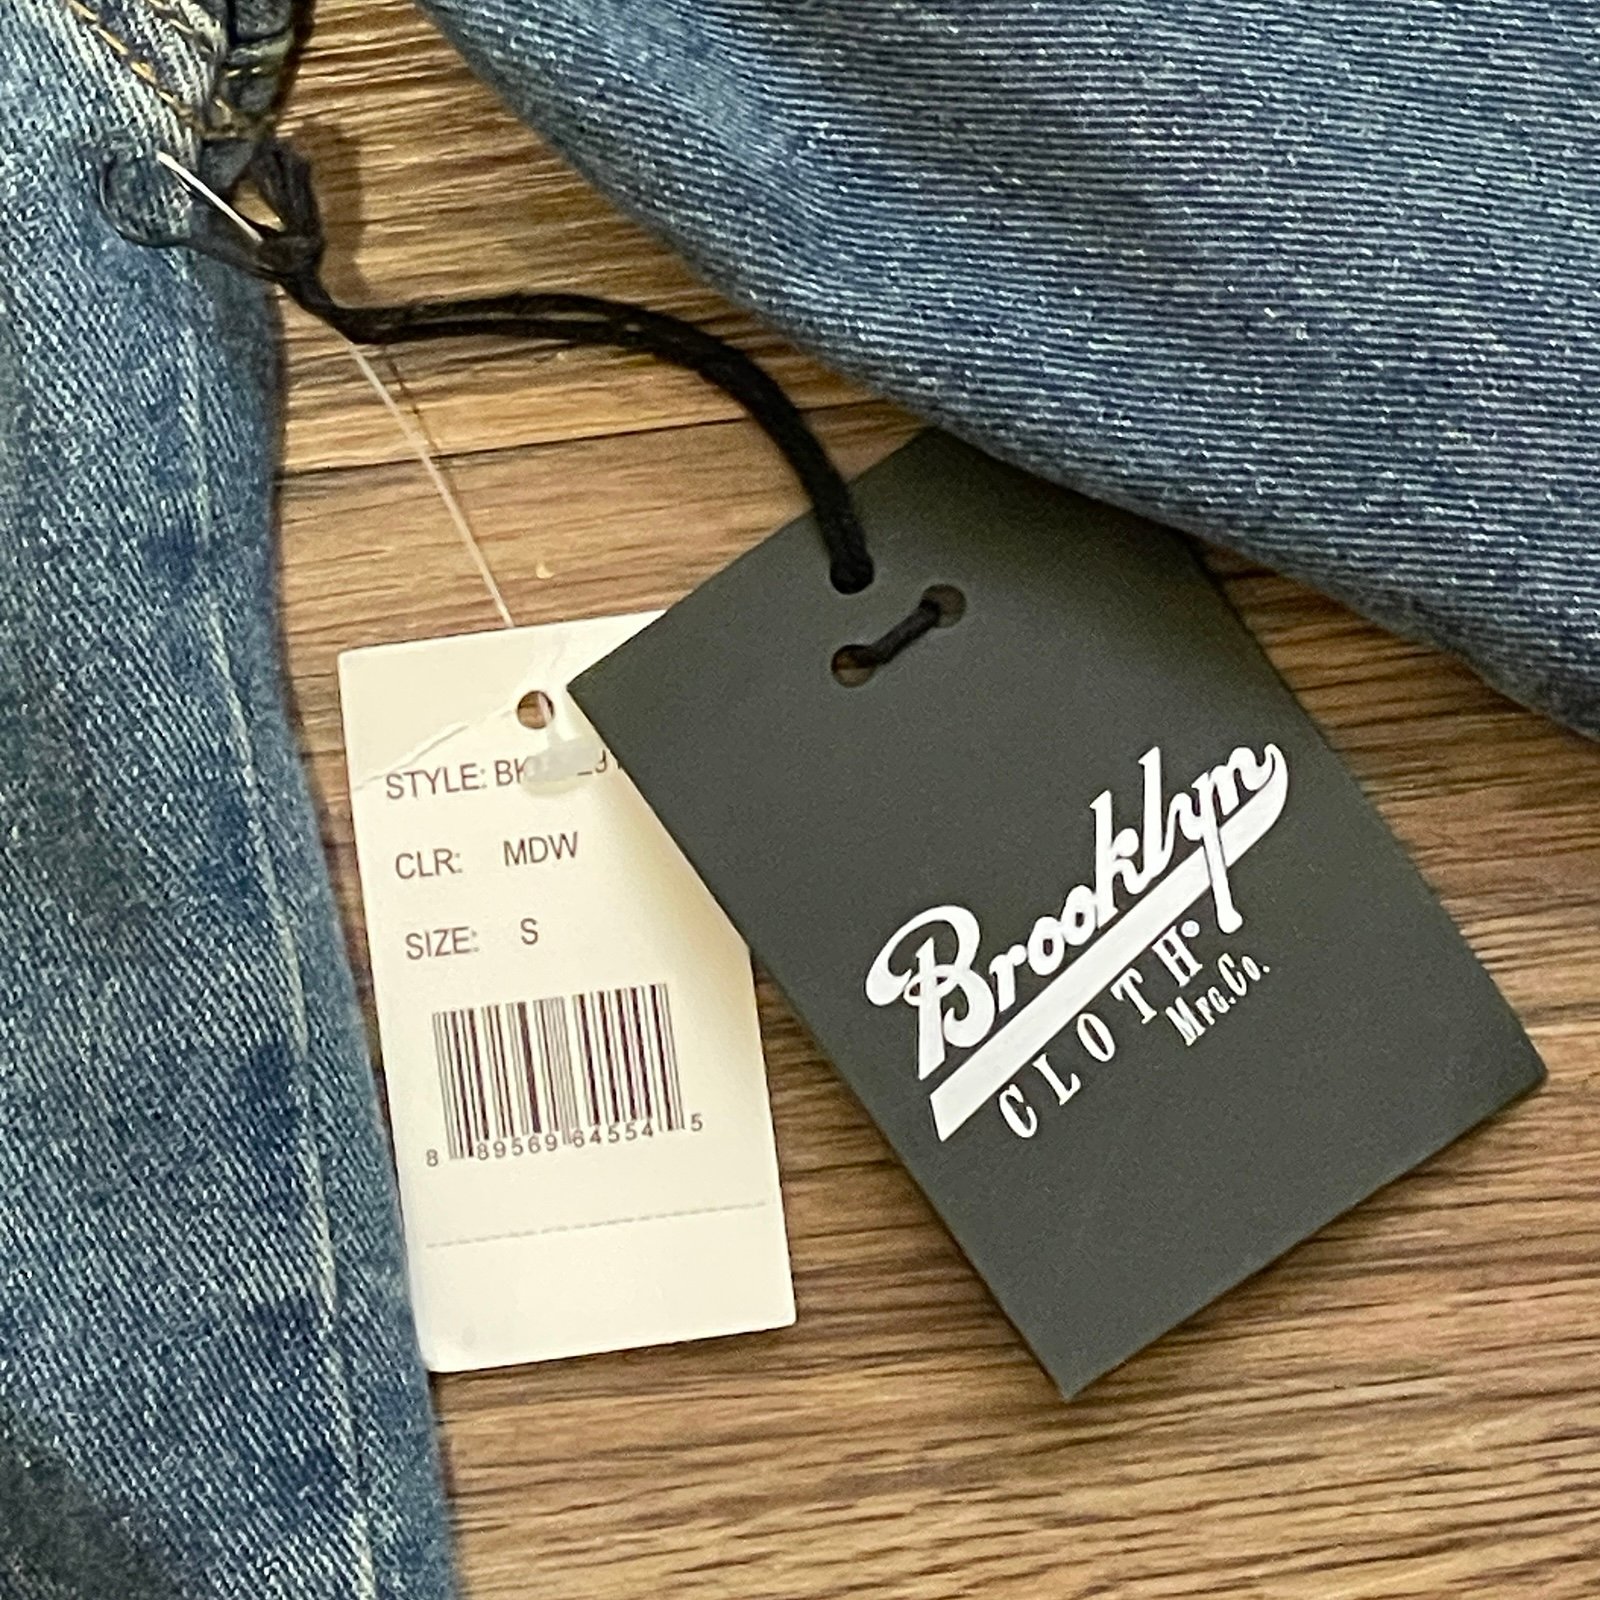 STYLE:
CLR: MDW
SIZE: S
8 89569 64554 5
Brooklyn
CLOTH®
Mfg. Co.